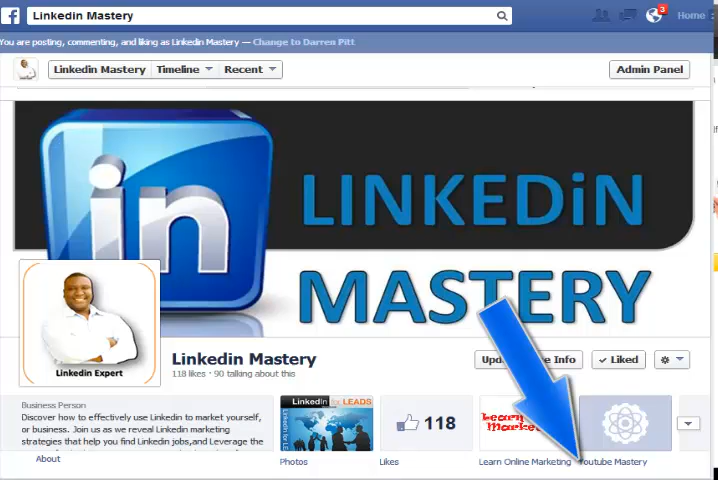 Linkedin Mastery
3
Home
You are posting, commenting, and liking as Linkedin Mastery — Change to Darren Pitt
Linkedin Mastery
Timeline
Recent
Admin Panel
in
LINKEDiN
MASTERY
Linkedin Expert
Linkedin Mastery
118 likes · 90 talking about this
Info
Liked
Business Person
Discover how to effectively use Linkedin to market yourself,
or business. Join us as we reveal Linkedin marketing
strategies that help you find Linkedin jobs,and Leverage the
About
LinkedIn for LEADS
Photos
118
Likes
Learn Online Marketing
Youtube Mastery